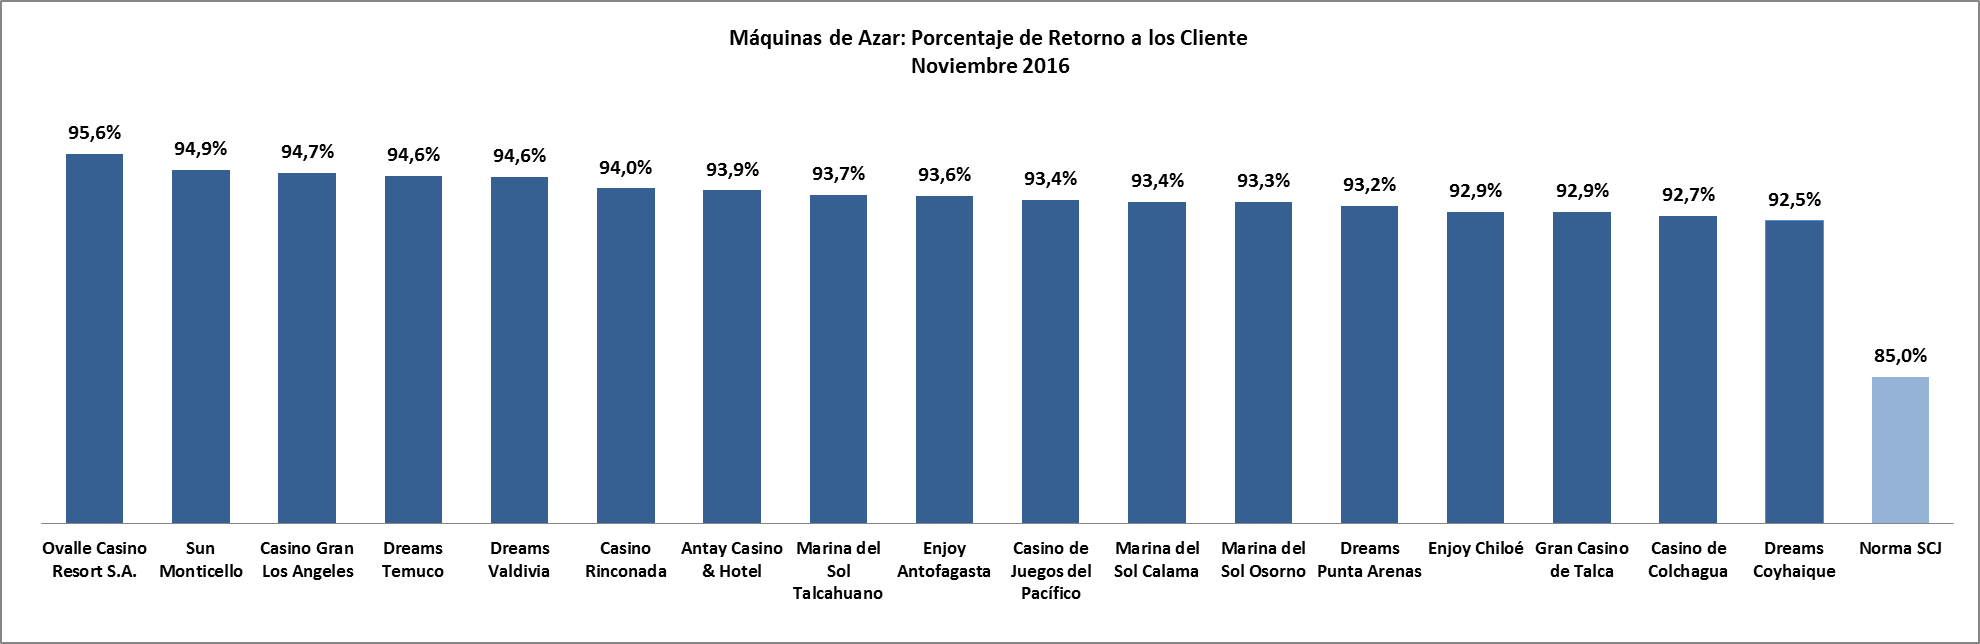 Máquinas de Azar: Porcentaje de Retorno a los Cliente
Noviembre 2016
95,6%
94,9%
94,7%
94,6%
94,6%
94,0%
93,9%
93,7%
93,6%
93,4%
93,4%
93,3%
93,2%
92,9%
92,9%
92,7%
92,5%
85,0%
Ovalle Casino
Resort S.A.
Sun
Monticello
Casino Gran
Los Angeles
Dreams
Temuco
Dreams
Valdivia
Casino
Rinconada
Antay Casino
& Hotel
Marina del
Sol
Talcahuano
Enjoy
Antofagasta
Casino de
Juegos del
Pacífico
Marina del
Sol Calama
Marina del
Sol Osorno
Dreams
Punta Arenas
Enjoy Chiloé
Gran Casino
de Talca
Casino de
Colchagua
Dreams
Coyhaique
Norma SCJ